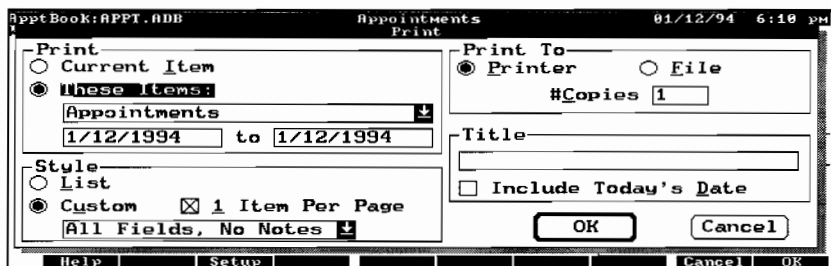 ApptBook:APPT.ADB Appointments 01/12/94 6:10 pm
Print
Print
Current Item
These Items:
Appointments
1/12/1994 to 1/12/1994
Style
List
Custom 1 Item Per Page
All Fields, No Notes
Print To
Printer File
#Copies 1
Title
Include Today's Date
OK Cancel
Help Setup Cancel OK